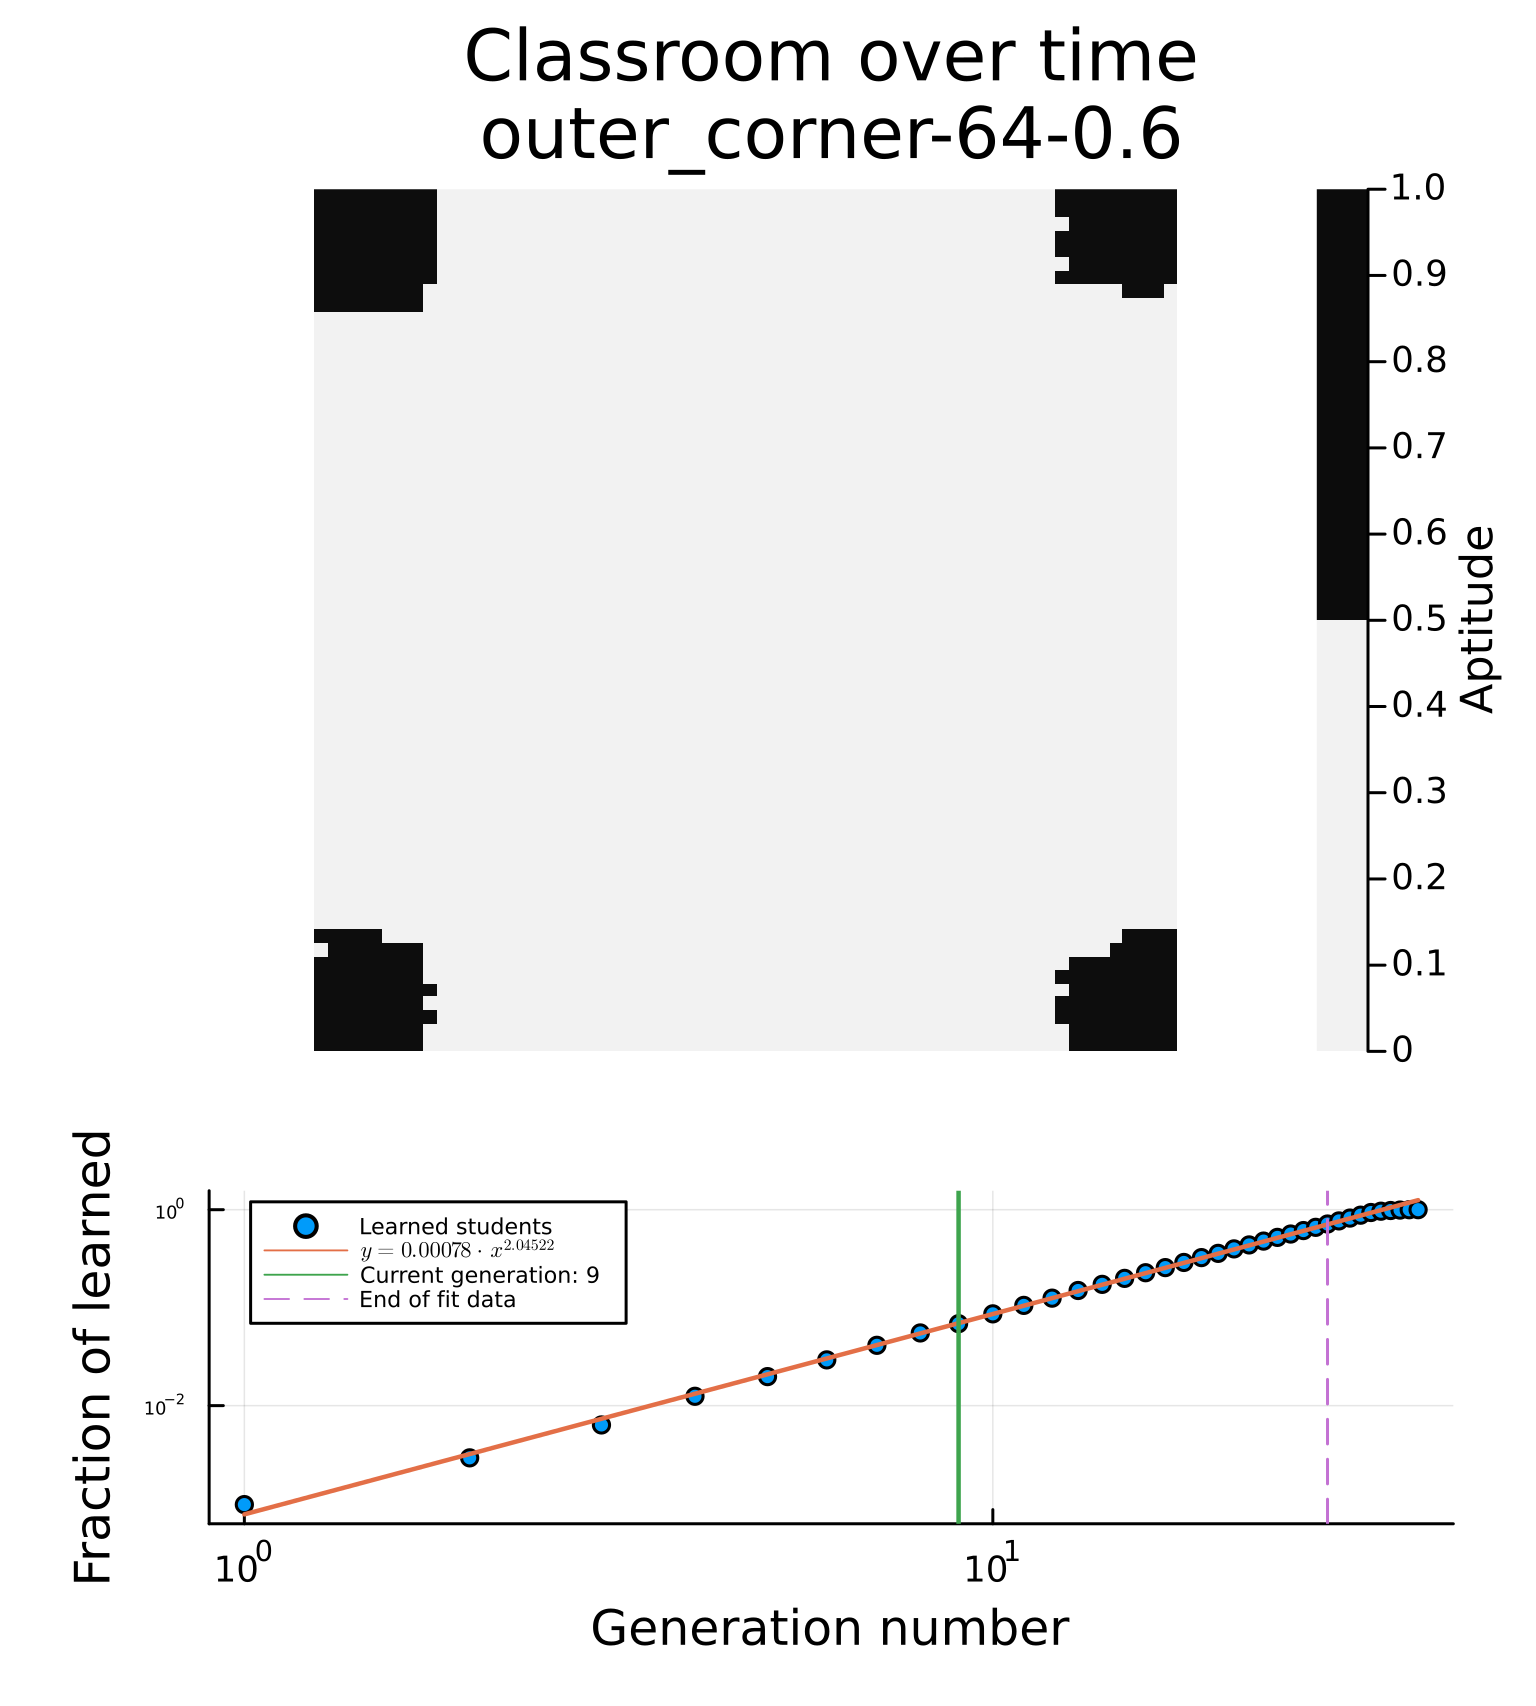 Classroom over time
outer_corner-64-0.6
1.0
0.9
0.8
0.7
0.6
0.5
0.4
0.3
0.2
0.1
0
Aptitude
Fraction of learned
10⁰
10⁻²
Learned students
y = 0.00078 · x^2.04522
Current generation: 9
End of fit data
10⁰
10¹
Generation number